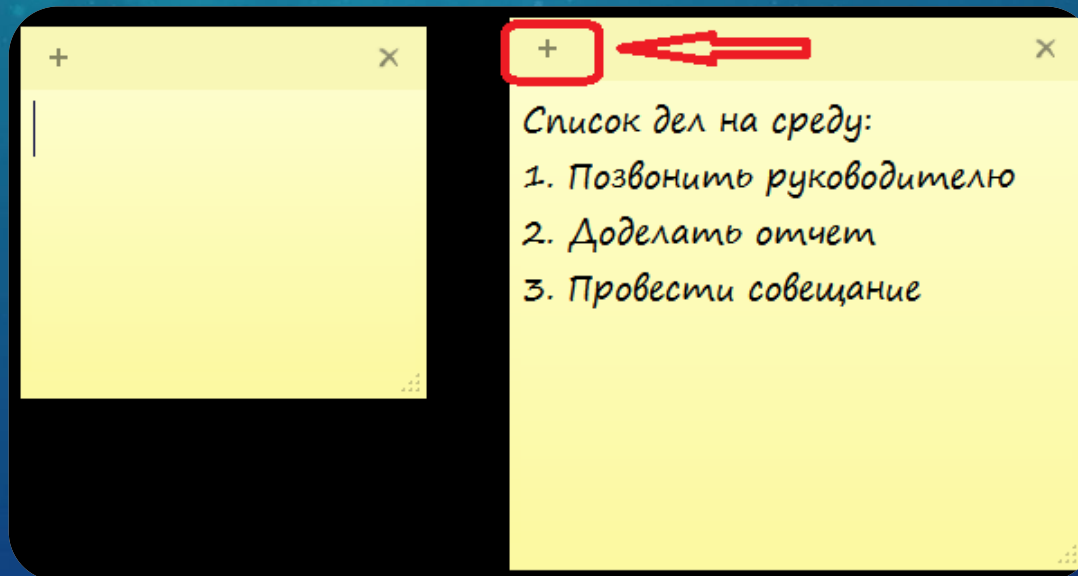 Список дел на среду:
1. Позвонить руководителю
2. Доделать отчет
3. Провести совещание